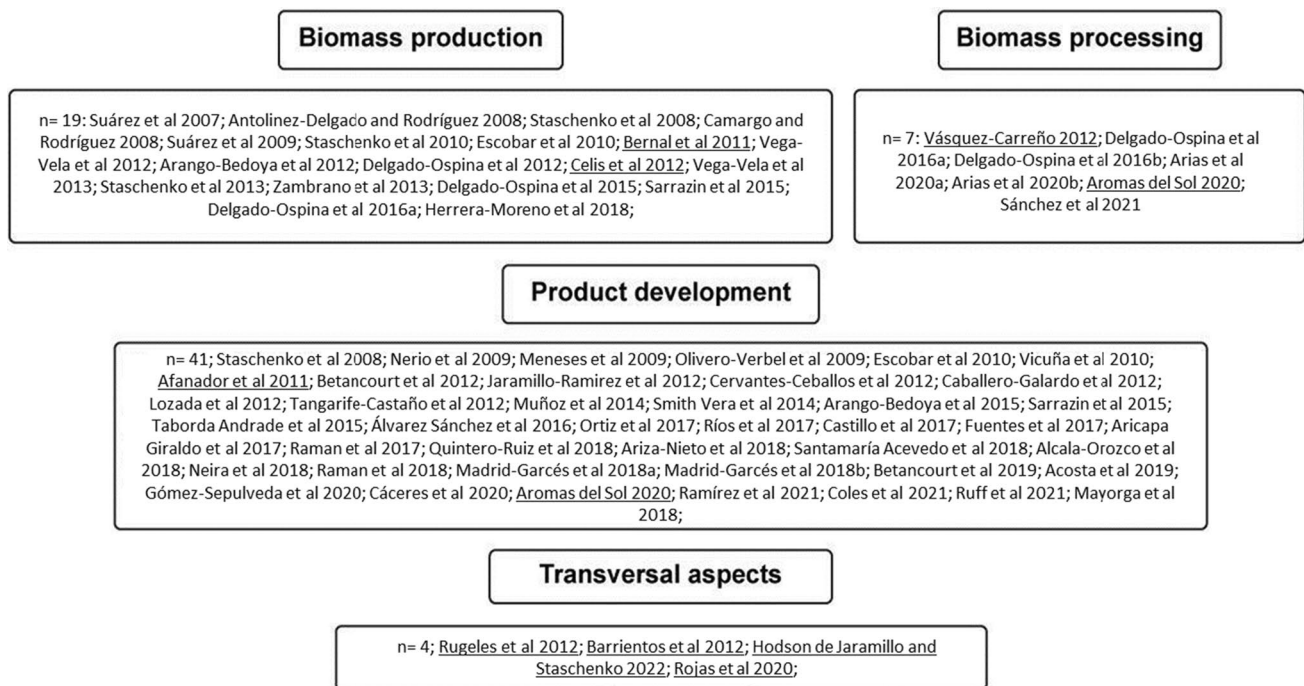 Biomass production
n= 19: Suárez et al 2007; Antolinez-Delgado and Rodríguez 2008; Staschenko et al 2008; Camargo and
Rodríguez 2008; Suárez et al 2009; Staschenko et al 2010; Escobar et al 2010; Bernal et al 2011; Vega-
Vela et al 2012; Arango-Bedoya et al 2012; Delgado-Ospina et al 2012; Celis et al 2012; Vega-Vela et al
2013; Staschenko et al 2013; Zambrano et al 2013; Delgado-Ospina et al 2015; Sarrazin et al 2015;
Delgado-Ospina et al 2016a; Herrera-Moreno et al 2018;
Biomass processing
n= 7: Vásquez-Carreño 2012; Delgado-Ospina et al
2016a; Delgado-Ospina et al 2016b; Arias et al
2020a; Arias et al 2020b; Aromas del Sol 2020;
Sánchez et al 2021
Product development
n= 41; Staschenko et al 2008; Nerio et al 2009; Meneses et al 2009; Olivero-Verbel et al 2009; Escobar et al 2010; Vicuña et al 2010;
Afanador et al 2011; Betancourt et al 2012; Jaramillo-Ramirez et al 2012; Cervantes-Ceballos et al 2012; Caballero-Galardo et al 2012;
Lozada et al 2012; Tangarife-Castaño et al 2012; Muñoz et al 2014; Smith Vera et al 2014; Arango-Bedoya et al 2015; Sarrazin et al 2015;
Taborda Andrade et al 2015; Álvarez Sánchez et al 2016; Ortiz et al 2017; Ríos et al 2017; Castillo et al 2017; Fuentes et al 2017; Aricapa
Giraldo et al 2017; Raman et al 2017; Quintero-Ruiz et al 2018; Ariza-Nieto et al 2018; Santamaría Acevedo et al 2018; Alcala-Orozco et al
2018; Neira et al 2018; Raman et al 2018; Madrid-Garcés et al 2018a; Madrid-Garcés et al 2018b; Betancourt et al 2019; Acosta et al 2019;
Gómez-Sepulveda et al 2020; Cáceres et al 2020; Aromas del Sol 2020; Ramírez et al 2021; Coles et al 2021; Ruff et al 2021; Mayorga et al
2018;
Transversal aspects
n= 4; Rugeles et al 2012; Barrientos et al 2012; Hodson de Jaramillo and
Staschenko 2022; Rojas et al 2020;